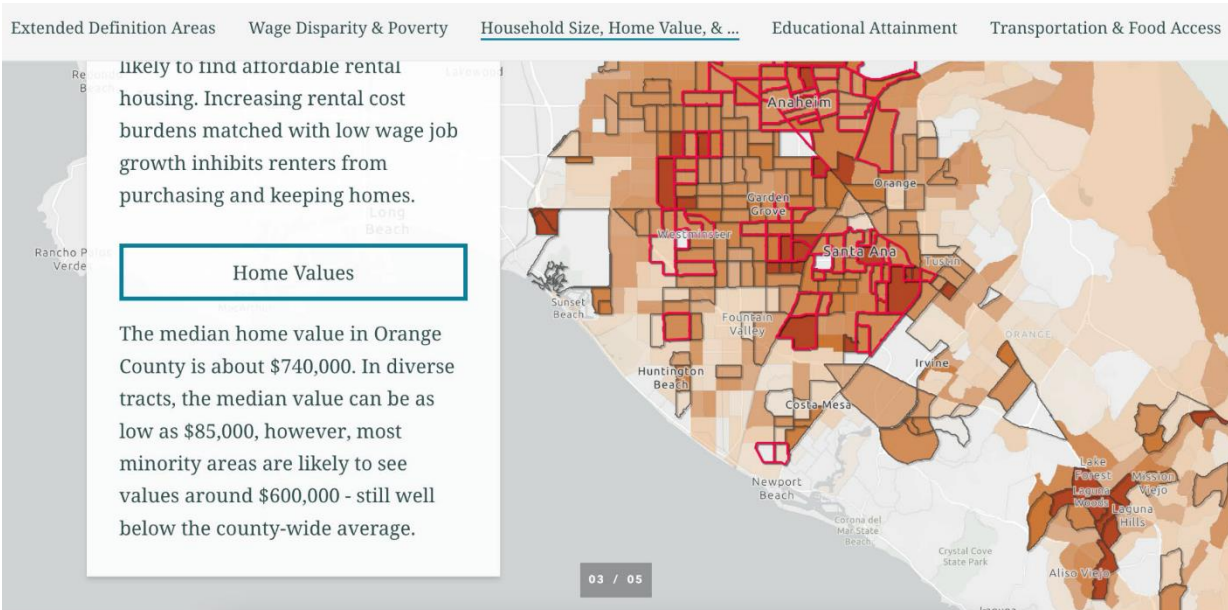 Extended Definition Areas
Wage Disparity & Poverty
Household Size, Home Value, & ...
Educational Attainment
Transportation & Food Access
likely to find affordable rental
housing. Increasing rental cost
burdens matched with low wage job
growth inhibits renters from
purchasing and keeping homes.
Home Values
The median home value in Orange
County is about $740,000. In diverse
tracts, the median value can be as
low as $85,000, however, most
minority areas are likely to see
values around $600,000 - still well
below the county-wide average.
Lakewood
Long
Beach
Rancho
Verde
Anaheim
Orange
Garden
Grove
Westminster
Santa Ana
Tustin
Sunset
Beach
Fountain
Valley
ORANGE
Irvine
Huntington
Beach
Costa Mesa
Newport
Beach
Lake
Forest
Laguna
Woods
Mission
Viejo
Laguna
Hills
Corona del
Mar State
Beach
Crystal Cove
State Park
Aliso Viejo
03 / 05